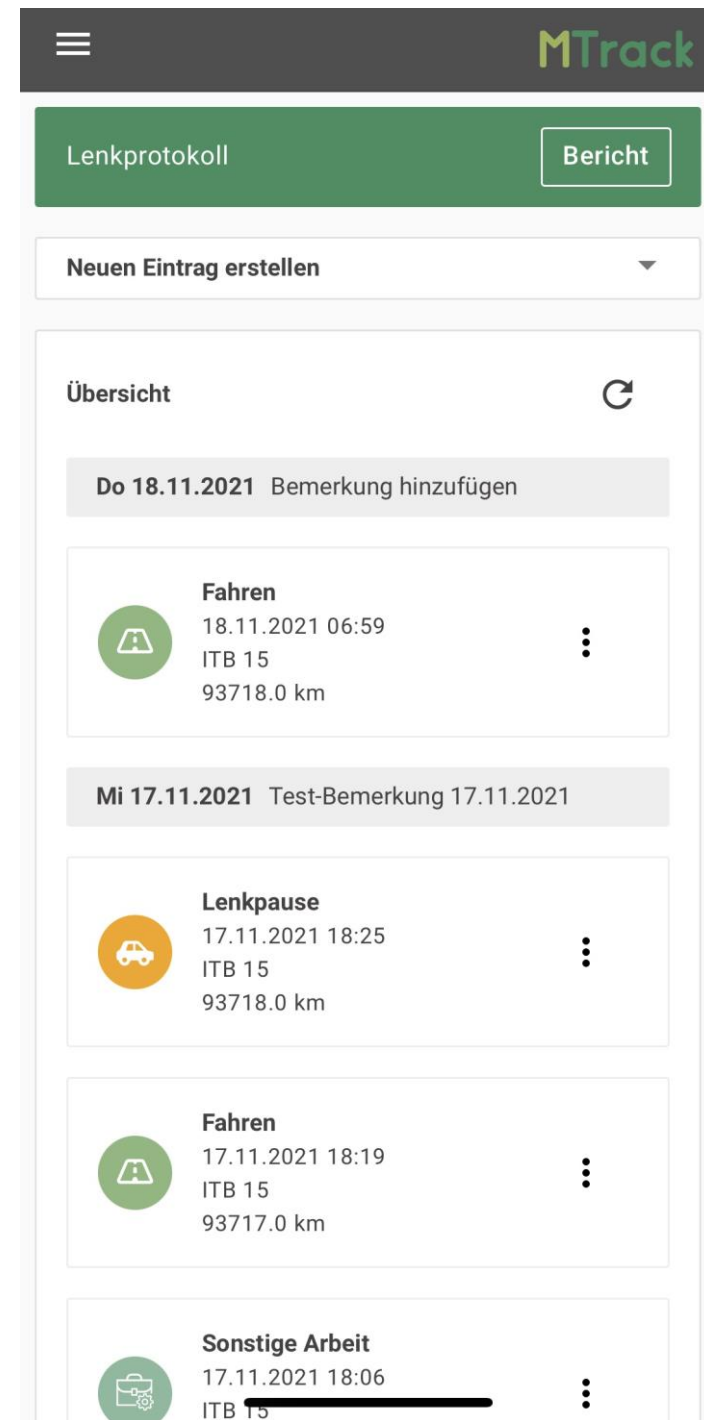 MTrack
Lenkprotokoll Bericht
Neuen Eintrag erstellen
Übersicht
Do 18.11.2021 Bemerkung hinzufügen
Fahren
18.11.2021 06:59
ITB 15
93718.0 km
Mi 17.11.2021 Test-Bemerkung 17.11.2021
Lenkpause
17.11.2021 18:25
ITB 15
93718.0 km
Fahren
17.11.2021 18:19
ITB 15
93717.0 km
Sonstige Arbeit
17.11.2021 18:06
ITB 15